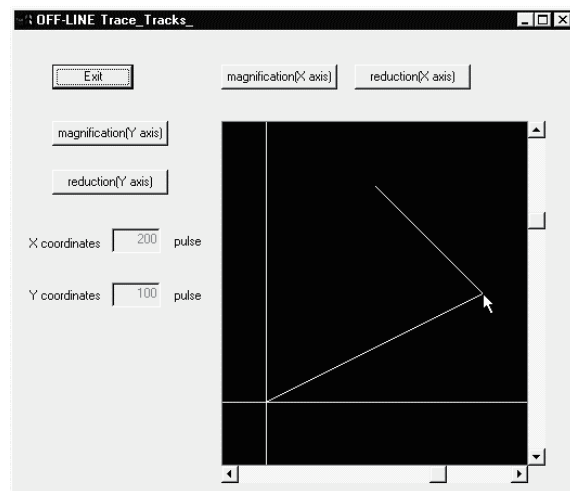 OFF-LINE Trace_Tracks_
Exit
magnification(X axis)
reduction(X axis)
magnification(Y axis)
reduction(Y axis)
X coordinates 200 pulse
Y coordinates 100 pulse